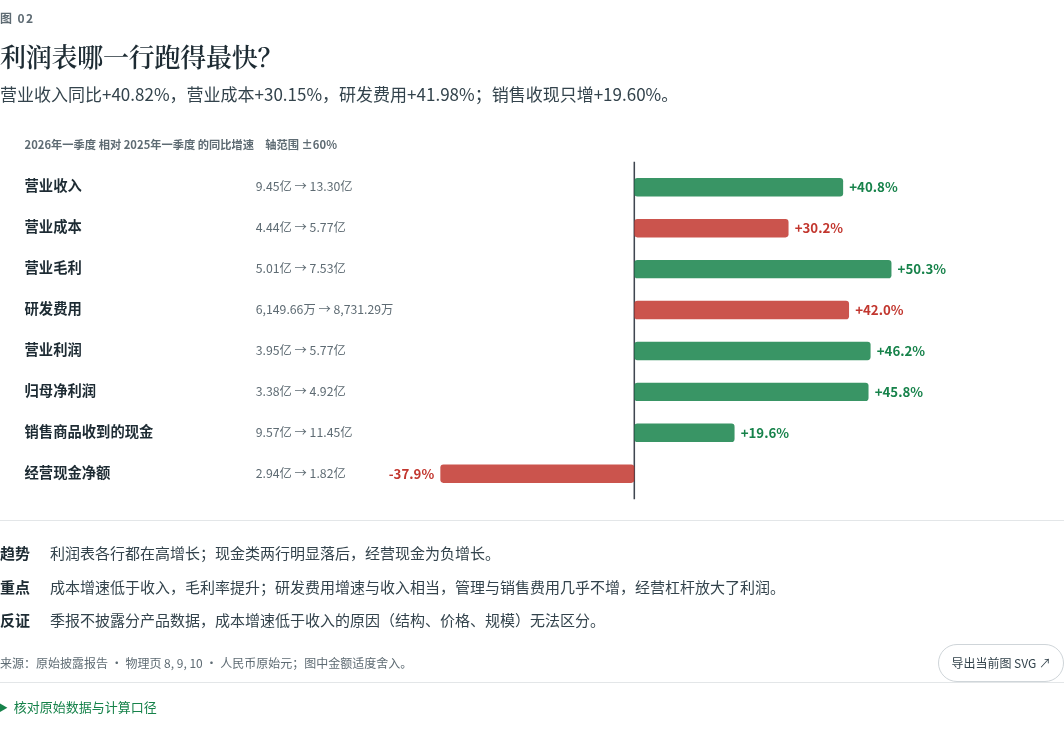 图 02
利润表哪一行跑得最快？
营业收入同比+40.82%，营业成本+30.15%，研发费用+41.98%；销售收现只增+19.60%。
2026年一季度 相对 2025年一季度 的同比增速 轴范围 ±60%
营业收入 9.45亿 → 13.30亿 +40.8%
营业成本 4.44亿 → 5.77亿 +30.2%
营业毛利 5.01亿 → 7.53亿 +50.3%
研发费用 6,149.66万 → 8,731.29万 +42.0%
营业利润 3.95亿 → 5.77亿 +46.2%
归母净利润 3.38亿 → 4.92亿 +45.8%
销售商品收到的现金 9.57亿 → 11.45亿 +19.6%
经营现金净额 2.94亿 → 1.82亿 -37.9%
趋势 利润表各行都在高增长；现金类两行明显落后，经营现金为负增长。
重点 成本增速低于收入，毛利率提升；研发费用增速与收入相当，管理与销售费用几乎不增，经营杠杆放大了利润。
反证 季报不披露分产品数据，成本增速低于收入的原因（结构、价格、规模）无法区分。
来源：原始披露报告 · 物理页 8, 9, 10 · 人民币原始元；图中金额适度舍入。
导出当前图 SVG ↗
▶ 核对原始数据与计算口径